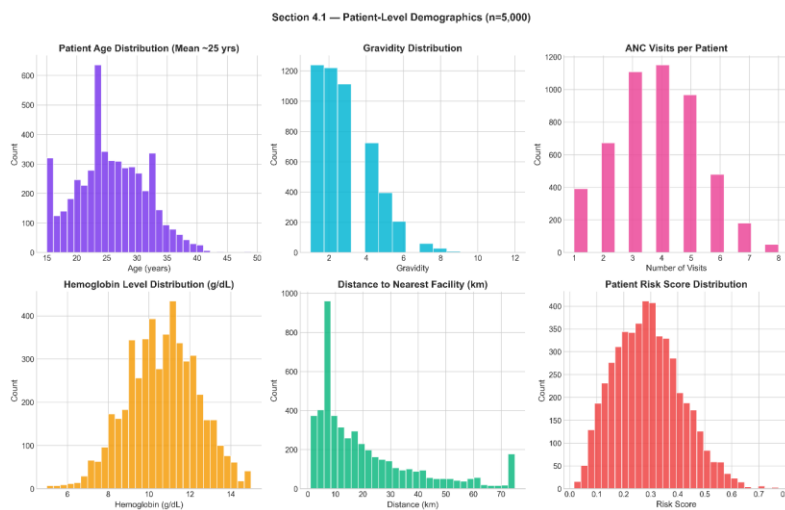 Section 4.1 — Patient-Level Demographics (n=5,000)
Patient Age Distribution (Mean ~25 yrs)
600
500
400
300
200
100
0
Count
15 20 25 30 35 40 45 50
Age (years)
Gravidity Distribution
1200
1000
800
600
400
200
0
Count
2 4 6 8 10 12
Gravidity
ANC Visits per Patient
1200
1000
800
600
400
200
0
Count
1 2 3 4 5 6 7 8
Number of Visits
Hemoglobin Level Distribution (g/dL)
400
300
200
100
0
Count
6 8 10 12 14
Hemoglobin (g/dL)
Distance to Nearest Facility (km)
1000
800
600
400
200
0
Count
0 10 20 30 40 50 60 70
Distance (km)
Patient Risk Score Distribution
400
350
300
250
200
150
100
50
0
Count
0.0 0.1 0.2 0.3 0.4 0.5 0.6 0.7
Risk Score